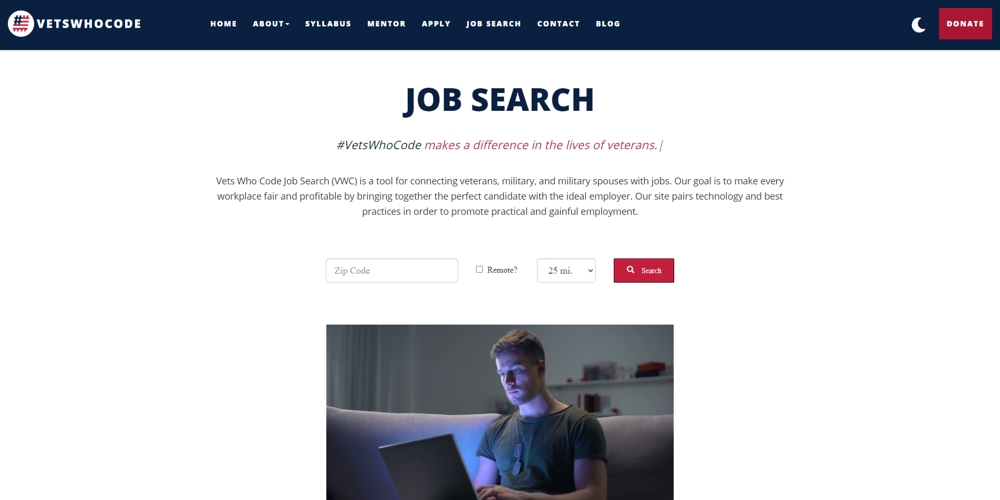 VETSWHOCODE HOME ABOUT SYLLABUS MENTOR APPLY JOB SEARCH CONTACT BLOG DONATE
JOB SEARCH
#VetsWhoCode makes a difference in the lives of veterans.|
Vets Who Code Job Search (VWC) is a tool for connecting veterans, military, and military spouses with jobs. Our goal is to make every
workplace fair and profitable by bringing together the perfect candidate with the ideal employer. Our site pairs technology and best
practices in order to promote practical and gainful employment.
Zip Code Remote? 25 mi. Search